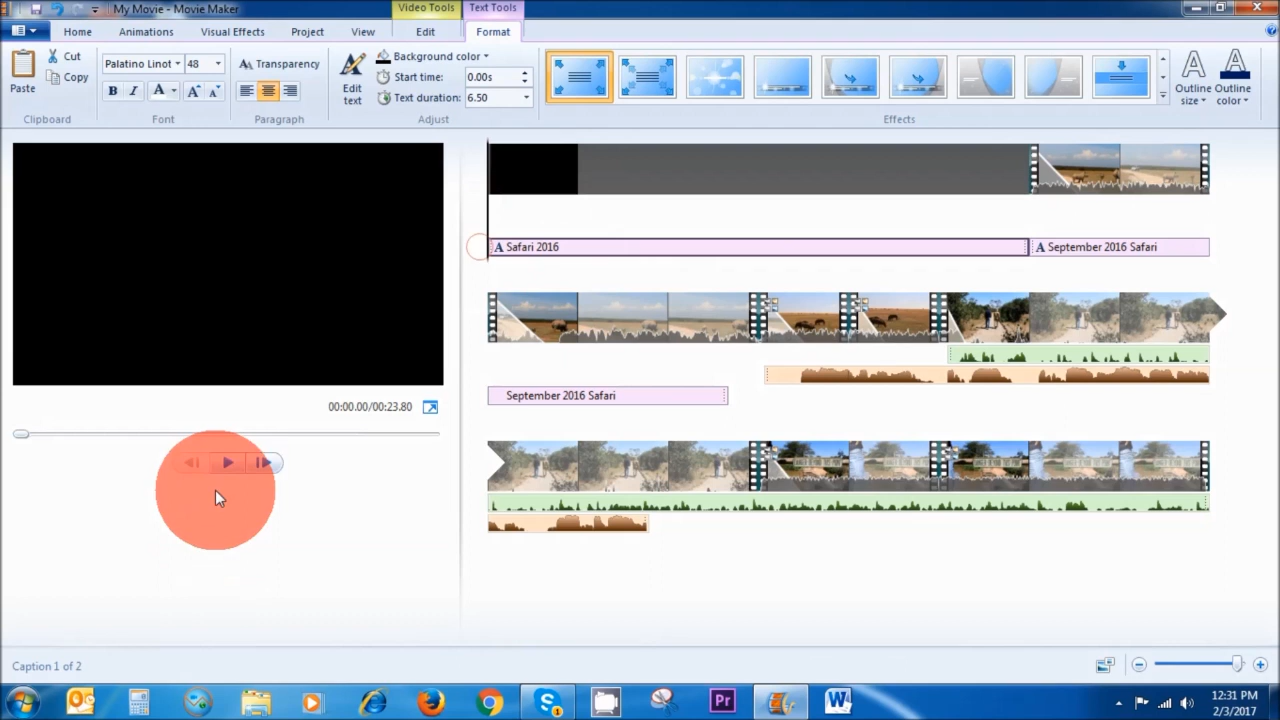 My Movie - Movie Maker
Video Tools
Text Tools
Home
Animations
Visual Effects
Project
View
Edit
Format
Paste
Cut
Copy
Clipboard
Palatino Linot
48
B
I
A
A
A
Font
Transparency
Paragraph
Edit
text
Background color
Start time:
0.00s
Text duration:
6.50
Adjust
Effects
Outline
size
Outline
color
A Safari 2016
A September 2016 Safari
00:00.00/00:23.80
September 2016 Safari
Caption 1 of 2
Pr
W
12:31 PM
2/3/2017